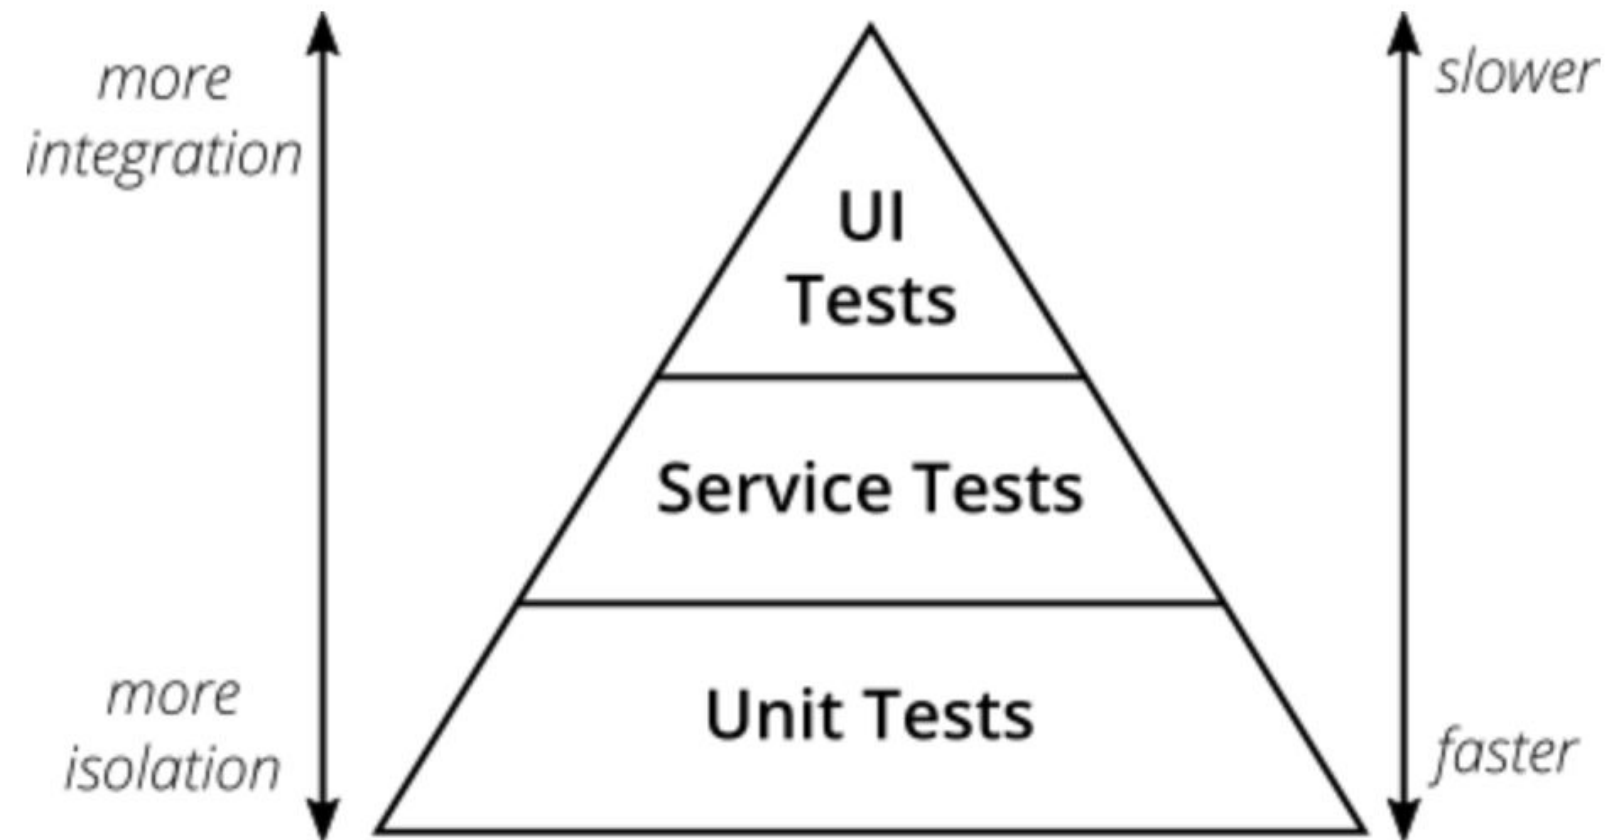 more
integration
slower
UI
Tests
Service Tests
Unit Tests
more
isolation
faster